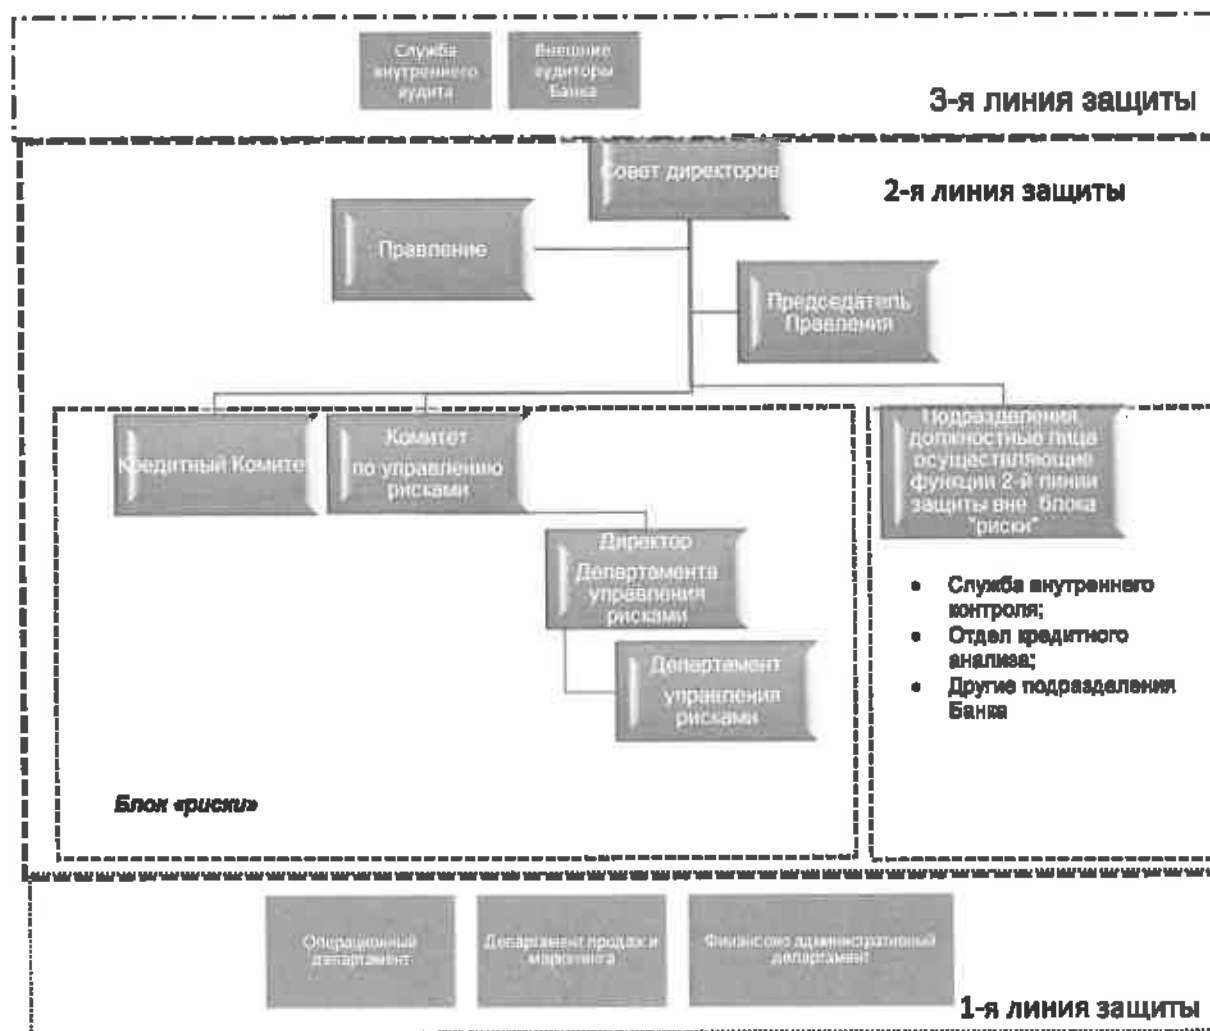 Служба
внутреннего
аудита
Внешние
аудиторы
Банка
3-я линия защиты
Совет директоров
2-я линия защиты
Правление
Председатель
Правления
Кредитный Комитет
Комитет
по управлению
рисками
Подразделения,
должностные лица
осуществляющие
функции 2-й линии
защиты вне блока
"риски"
Директор
Департамента
управления
рисками
Департамент
управления
рисками
• Служба внутреннего
контроля;
• Отдел кредитного
анализа;
• Другие подразделения
Банка
Блок «риски»
Операционный
департамент
Департамент продаж и
маркетинга
Финансово административный
департамент
1-я линия защиты